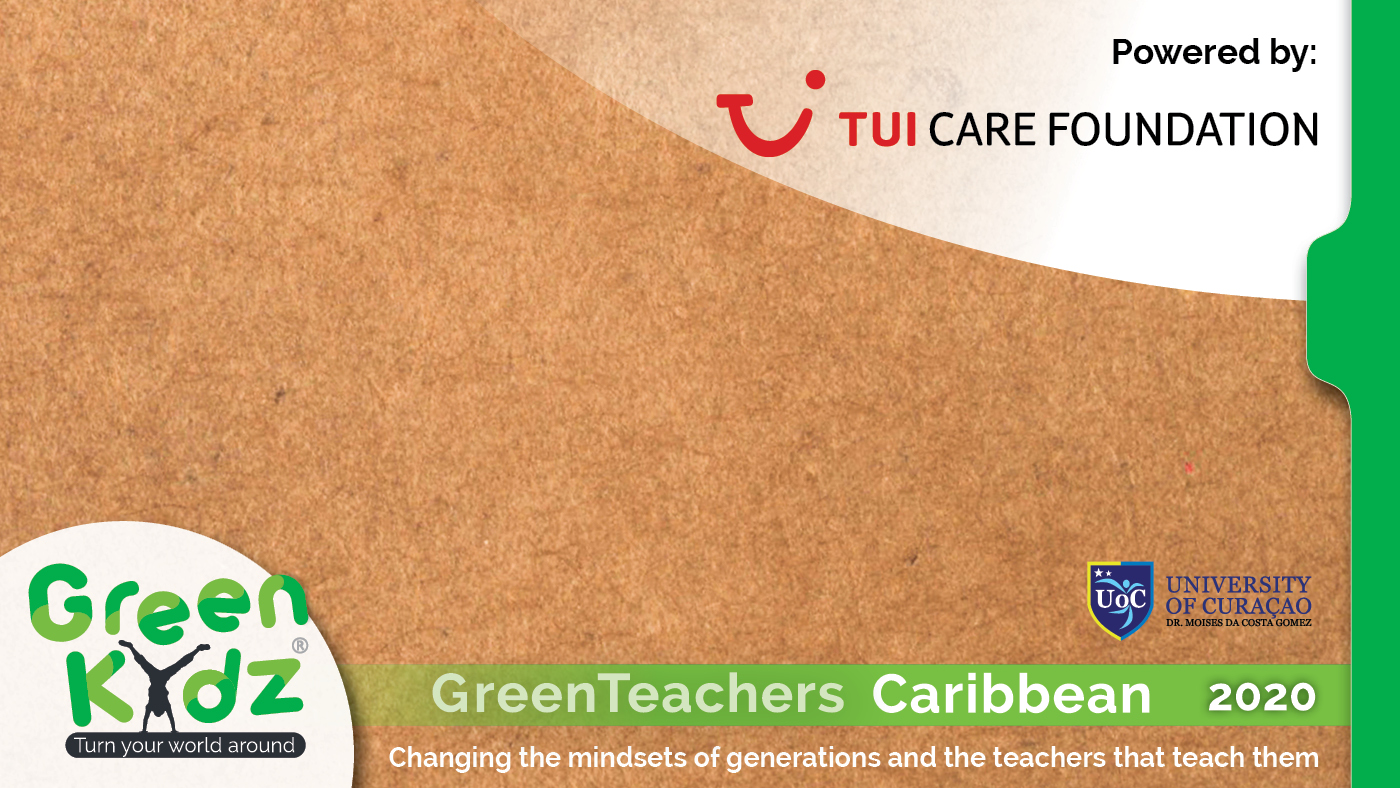 Powered by:
TUI CARE FOUNDATION
UoC
UNIVERSITY
OF CURAÇAO
DR. MOISES DA COSTA GOMEZ
Green
Kidz
®
Turn your world around
GreenTeachers Caribbean 2020
Changing the mindsets of generations and the teachers that teach them